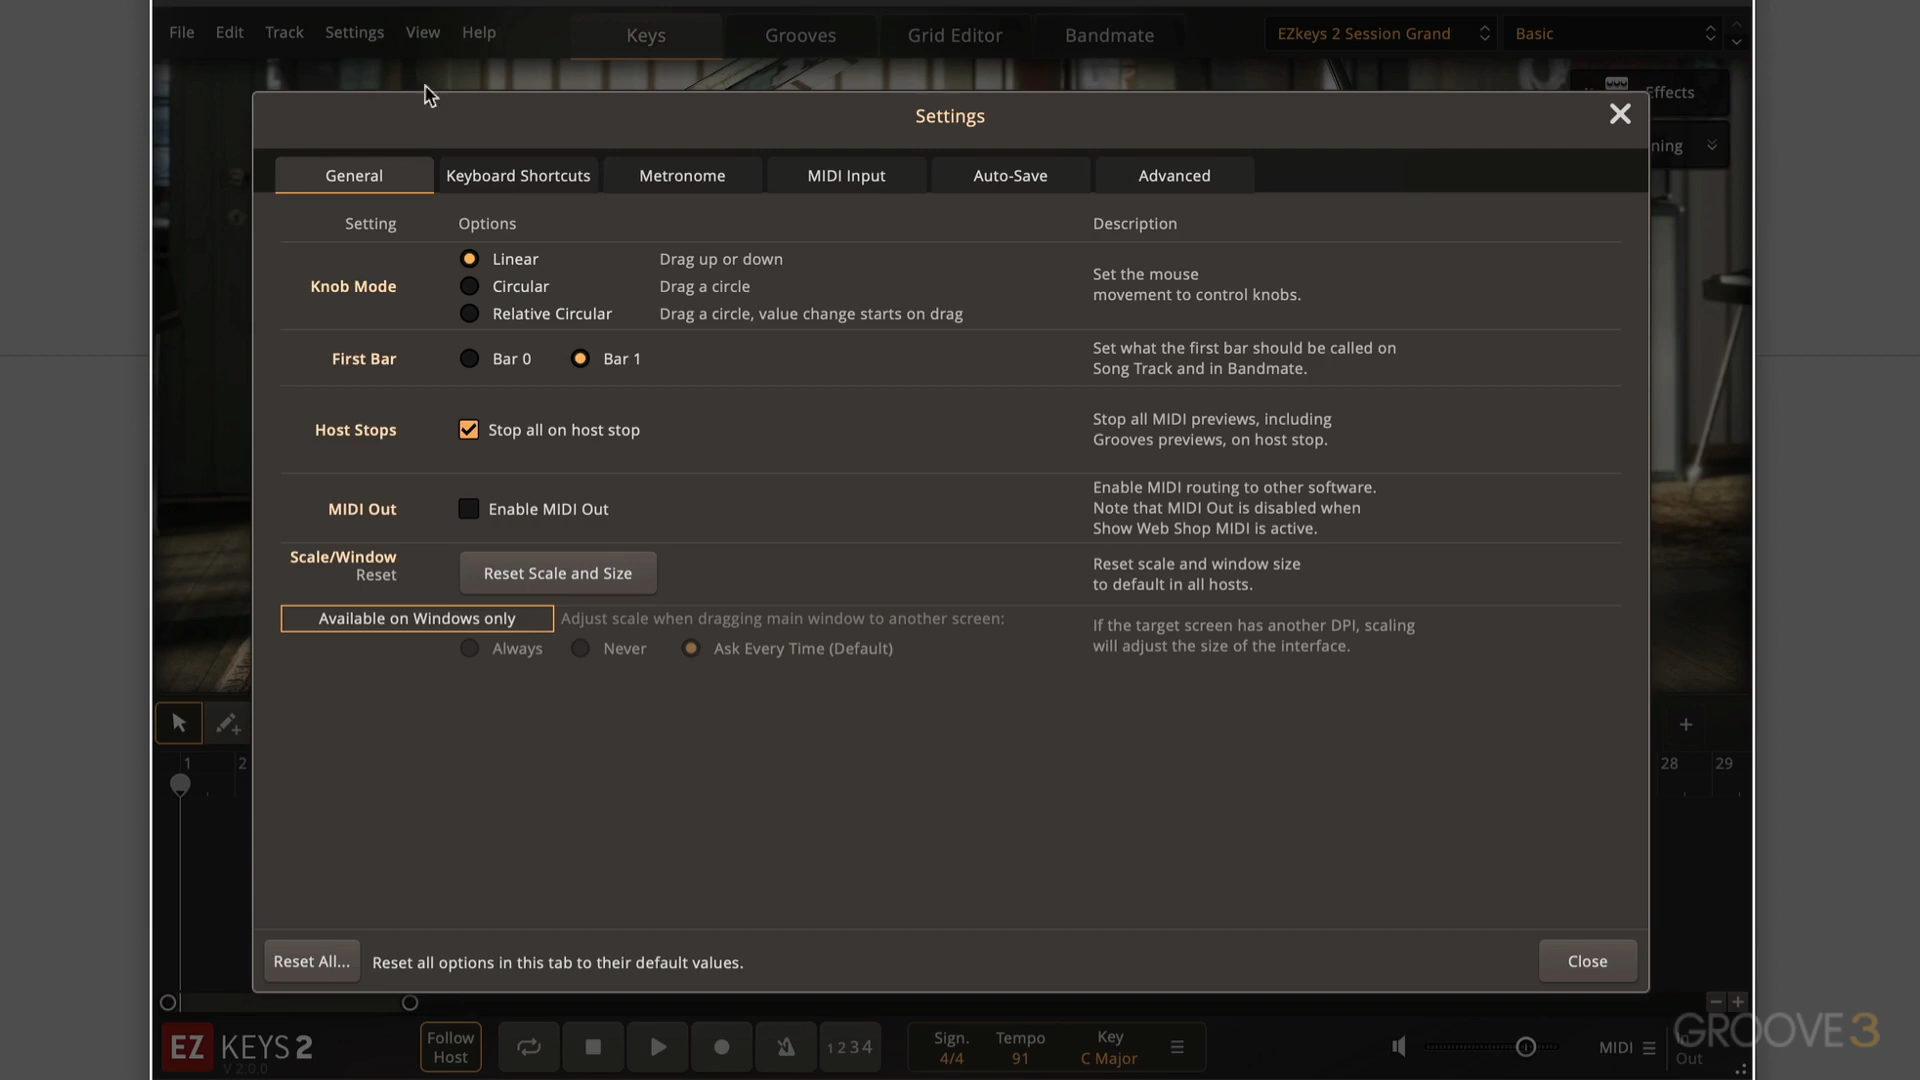 File Edit Track Settings View Help Keys Grooves Grid Editor Bandmate EZkeys 2 Session Grand Basic
Effects
Settings
ning
General Keyboard Shortcuts Metronome MIDI Input Auto-Save Advanced
Setting Options Description
Knob Mode
Linear Drag up or down
Circular Drag a circle
Relative Circular Drag a circle, value change starts on drag
Set the mouse
movement to control knobs.
First Bar Bar 0 Bar 1
Set what the first bar should be called on
Song Track and in Bandmate.
Host Stops Stop all on host stop
Stop all MIDI previews, including
Grooves previews, on host stop.
MIDI Out Enable MIDI Out
Enable MIDI routing to other software.
Note that MIDI Out is disabled when
Show Web Shop MIDI is active.
Scale/Window
Reset
Reset Scale and Size
Reset scale and window size
to default in all hosts.
Available on Windows only Adjust scale when dragging main window to another screen:
Always Never Ask Every Time (Default)
If the target screen has another DPI, scaling
will adjust the size of the interface.
1 2 28 29
Reset All... Reset all options in this tab to their default values. Close
EZ KEYS 2
V 2.0.0
Follow
Host
1 2 3 4
Sign. Tempo Key
4/4 91 C Major
MIDI
Out
GROOVE 3